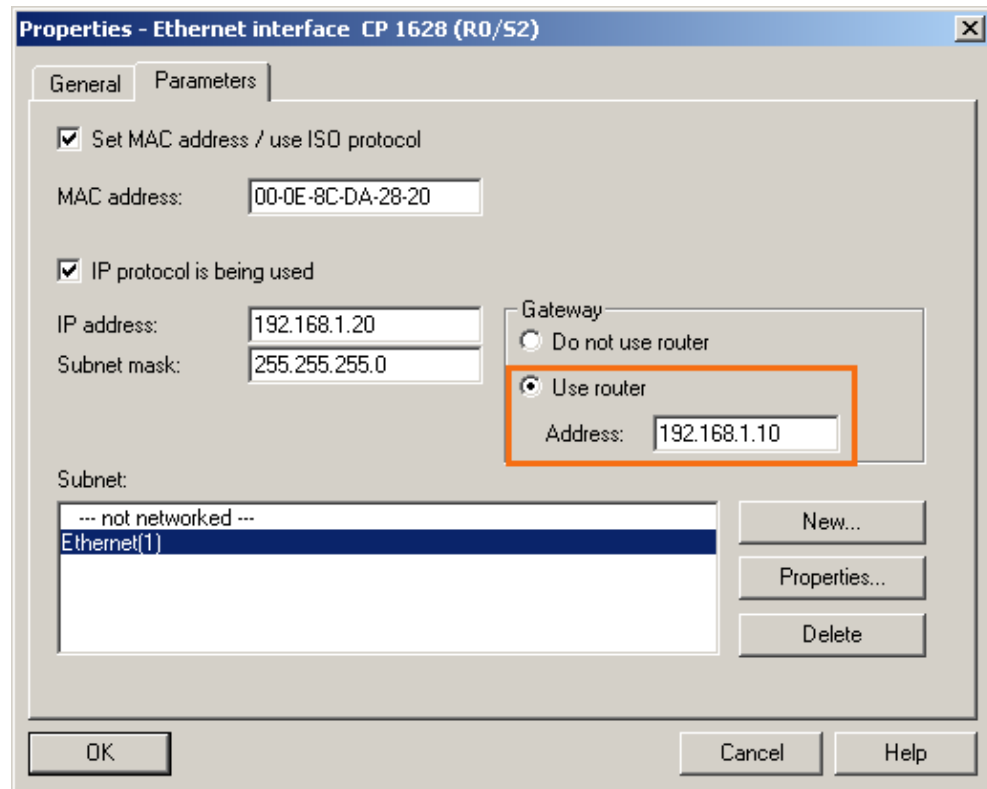 Properties - Ethernet interface CP 1628 (R0/S2)
General Parameters
Set MAC address / use ISO protocol
MAC address: 00-0E-8C-DA-28-20
IP protocol is being used
IP address: 192.168.1.20
Subnet mask: 255.255.255.0
Gateway
Do not use router
Use router
Address: 192.168.1.10
Subnet:
--- not networked ---
Ethernet(1)
New...
Properties...
Delete
OK Cancel Help